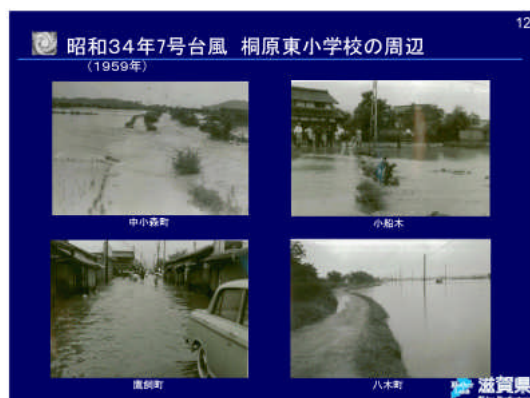 12
昭和34年7号台風 桐原東小学校の周辺
（1959年）
中小森町
小船木
鷹飼町
八木町
滋賀県